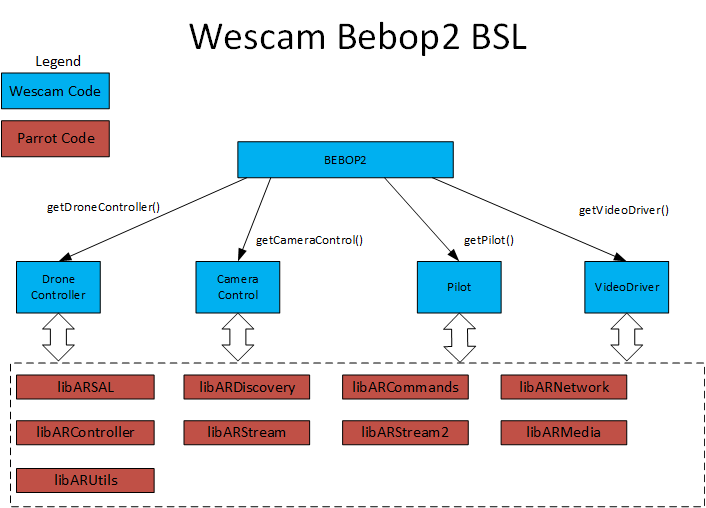 Wescam Bebop2 BSL
Legend
Wescam Code
Parrot Code
BEBOP2
getDroneController()
getCameraControl()
getPilot()
getVideoDriver()
Drone
Controller
Camera
Control
Pilot
VideoDriver
libARSAL
libARDiscovery
libARCommands
libARNetwork
libARController
libARStream
libARStream2
libARMedia
libARUtils